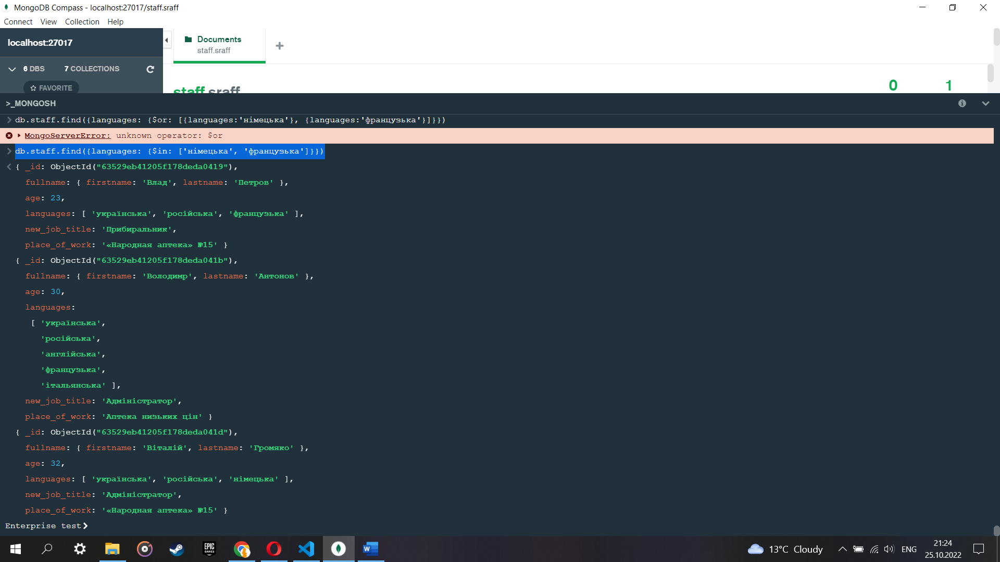 MongoDB Compass - localhost:27017/staff.sraff
Connect View Collection Help
localhost:27017
Documents
staff.sraff
6 DBS 7 COLLECTIONS
FAVORITE
staff.sraff
0 1
>_MONGOSH
db.staff.find({languages: {$or: [{languages:'німецька'}, {languages:'французька'}]}})
MongoServerError: unknown operator: $or
db.staff.find({languages: {$in: ['німецька', 'французька']}})
{ _id: ObjectId("63529eb41205f178deda0419"),
fullname: { firstname: 'Влад', lastname: 'Петров' },
age: 23,
languages: [ 'українська', 'російська', 'французька' ],
new_job_title: 'Прибиральник',
place_of_work: '«Народная аптека» №15' }
{ _id: ObjectId("63529eb41205f178deda041b"),
fullname: { firstname: 'Володимр', lastname: 'Антонов' },
age: 30,
languages:
[ 'українська',
'російська',
'англійська',
'французька',
'італьянська' ],
new_job_title: 'Адміністратор',
place_of_work: 'Аптека низьких цін' }
{ _id: ObjectId("63529eb41205f178deda041d"),
fullname: { firstname: 'Віталій', lastname: 'Громяко' },
age: 32,
languages: [ 'українська', 'російська', 'німецька' ],
new_job_title: 'Адміністратор',
place_of_work: '«Народная аптека» №15' }
Enterprise test>
EPIC GAMES
W
13°C Cloudy
ENG
21:24
25.10.2022